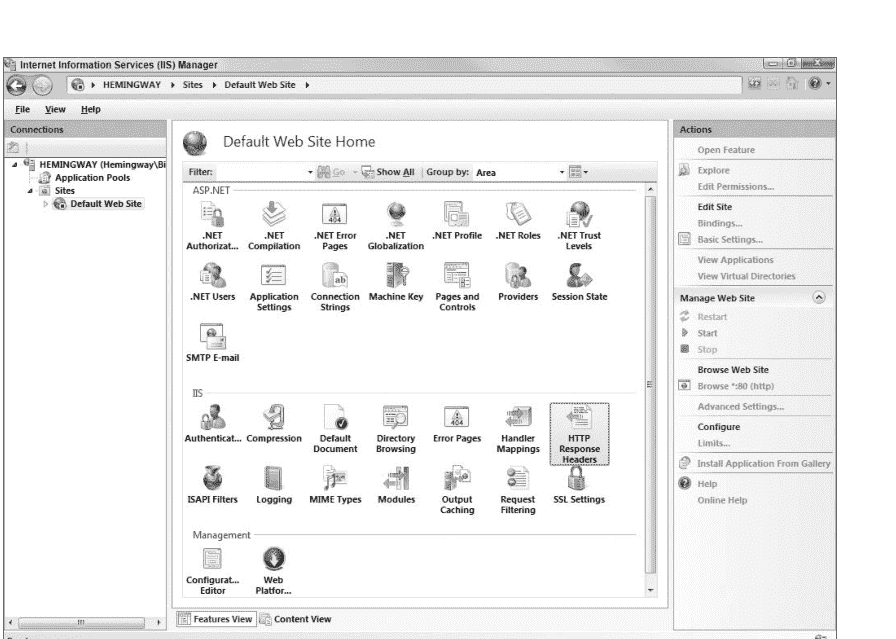 Internet Information Services (IIS) Manager
HEMINGWAY Sites Default Web Site
File View Help
Connections
HEMINGWAY (Hemingway\Bi
Application Pools
Sites
Default Web Site
Default Web Site Home
Filter: Go Show All Group by: Area
ASP.NET
.NET Authorizat...
.NET Compilation
.NET Error Pages
.NET Globalization
.NET Profile
.NET Roles
.NET Trust Levels
.NET Users
Application Settings
Connection Strings
Machine Key
Pages and Controls
Providers
Session State
SMTP E-mail
IIS
Authenticat...
Compression
Default Document
Directory Browsing
Error Pages
Handler Mappings
HTTP Response Headers
ISAPI Filters
Logging
MIME Types
Modules
Output Caching
Request Filtering
SSL Settings
Management
Configurat... Editor
Web Platfor...
Features View Content View
Actions
Open Feature
Explore
Edit Permissions...
Edit Site
Bindings...
Basic Settings...
View Applications
View Virtual Directories
Manage Web Site
Restart
Start
Stop
Browse Web Site
Browse *:80 (http)
Advanced Settings...
Configure
Limits...
Install Application From Gallery
Help
Online Help